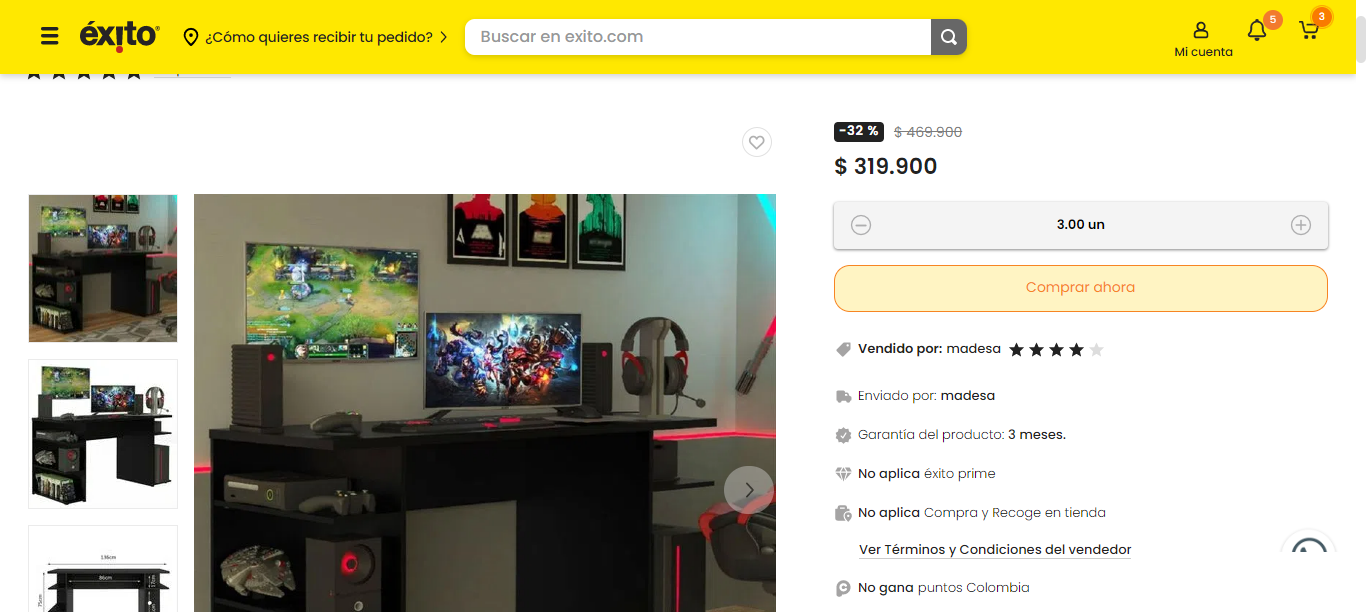 éxito
¿Cómo quieres recibir tu pedido?
Buscar en exito.com
Mi cuenta
5
3
-32 % $ 469.900
$ 319.900
3.00 un
Comprar ahora
Vendido por: madesa
Enviado por: madesa
Garantía del producto: 3 meses.
No aplica éxito prime
No aplica Compra y Recoge en tienda
Ver Términos y Condiciones del vendedor
No gana puntos Colombia
136cm
86cm